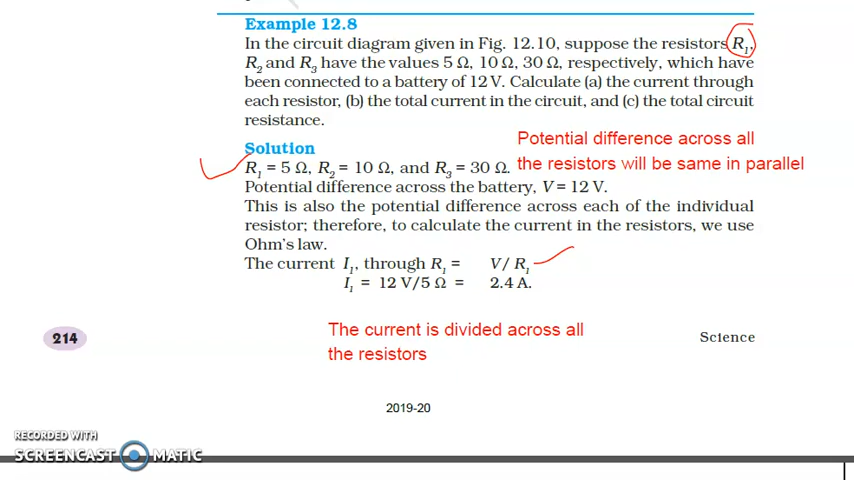 Example 12.8
In the circuit diagram given in Fig. 12.10, suppose the resistors R₁,
R₂ and R₃ have the values 5 Ω, 10 Ω, 30 Ω, respectively, which have
been connected to a battery of 12 V. Calculate (a) the current through
each resistor, (b) the total current in the circuit, and (c) the total circuit
resistance.
Solution
Potential difference across all
the resistors will be same in parallel
R₁ = 5 Ω, R₂ = 10 Ω, and R₃ = 30 Ω.
Potential difference across the battery, V = 12 V.
This is also the potential difference across each of the individual
resistor; therefore, to calculate the current in the resistors, we use
Ohm's law.
The current I₁, through R₁ = V/ R₁
I₁ = 12 V/5 Ω = 2.4 A.
The current is divided across all
the resistors
214
Science
2019-20
RECORDED WITH
SCREENCAST MATIC